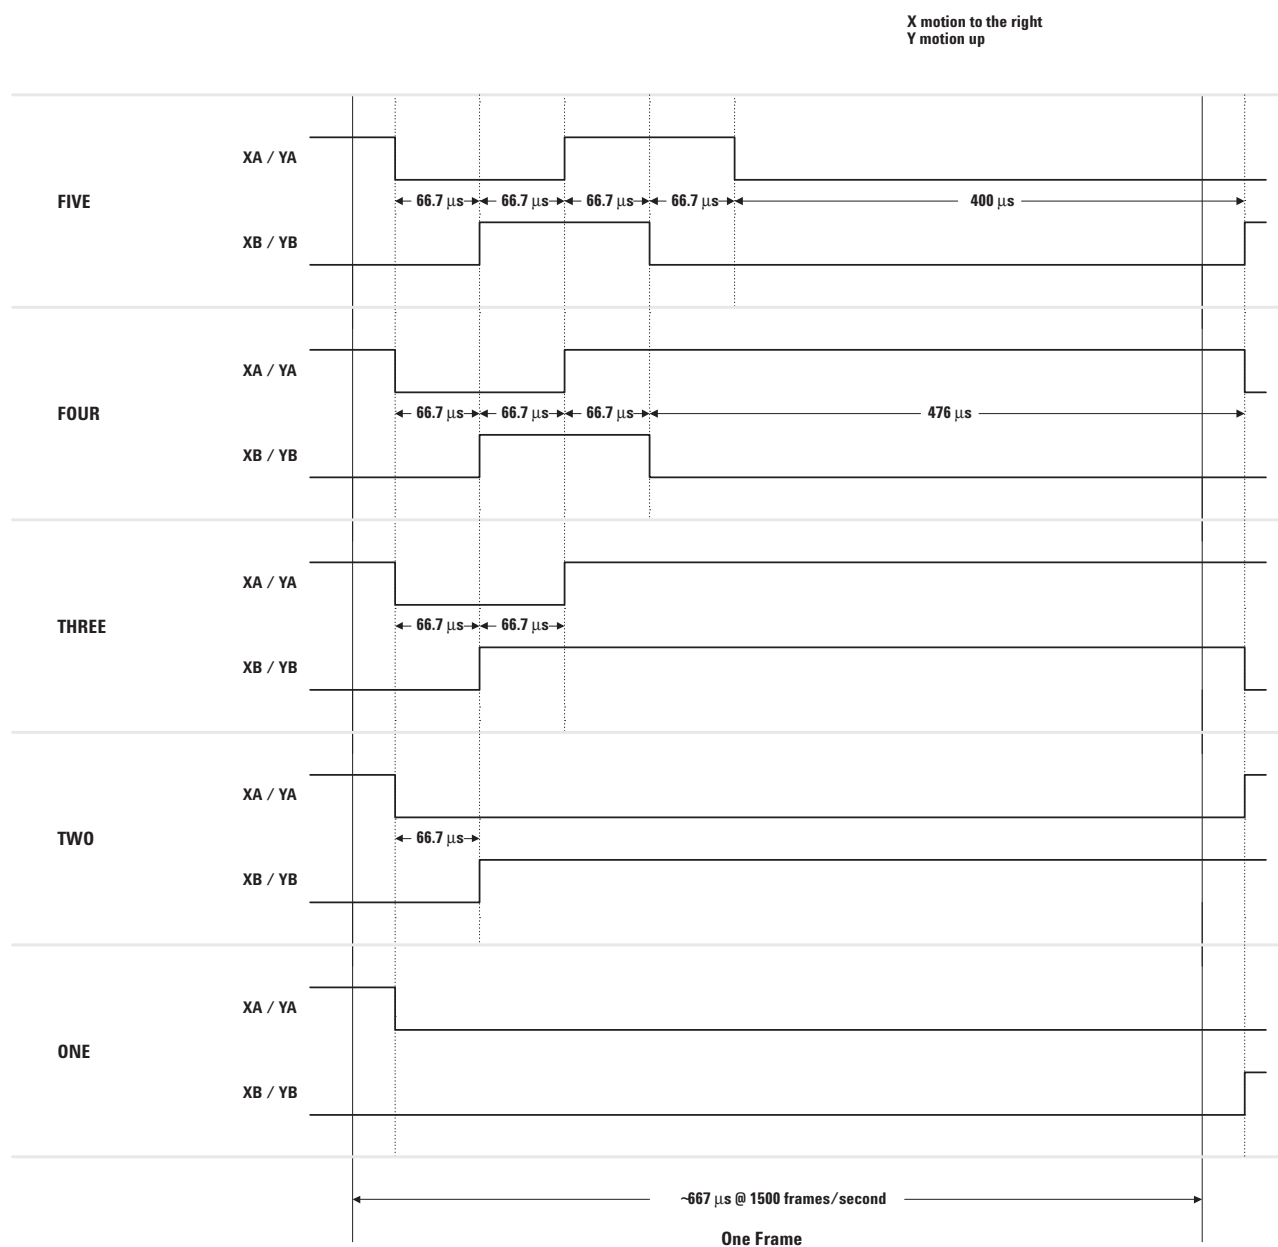 X motion to the right
Y motion up
XA / YA
FIVE
66.7 μs
66.7 μs
66.7 μs
66.7 μs
400 μs
XB / YB
XA / YA
FOUR
66.7 μs
66.7 μs
66.7 μs
476 μs
XB / YB
XA / YA
THREE
66.7 μs
66.7 μs
XB / YB
XA / YA
TWO
66.7 μs
XB / YB
XA / YA
ONE
XB / YB
~667 μs @ 1500 frames/second
One Frame